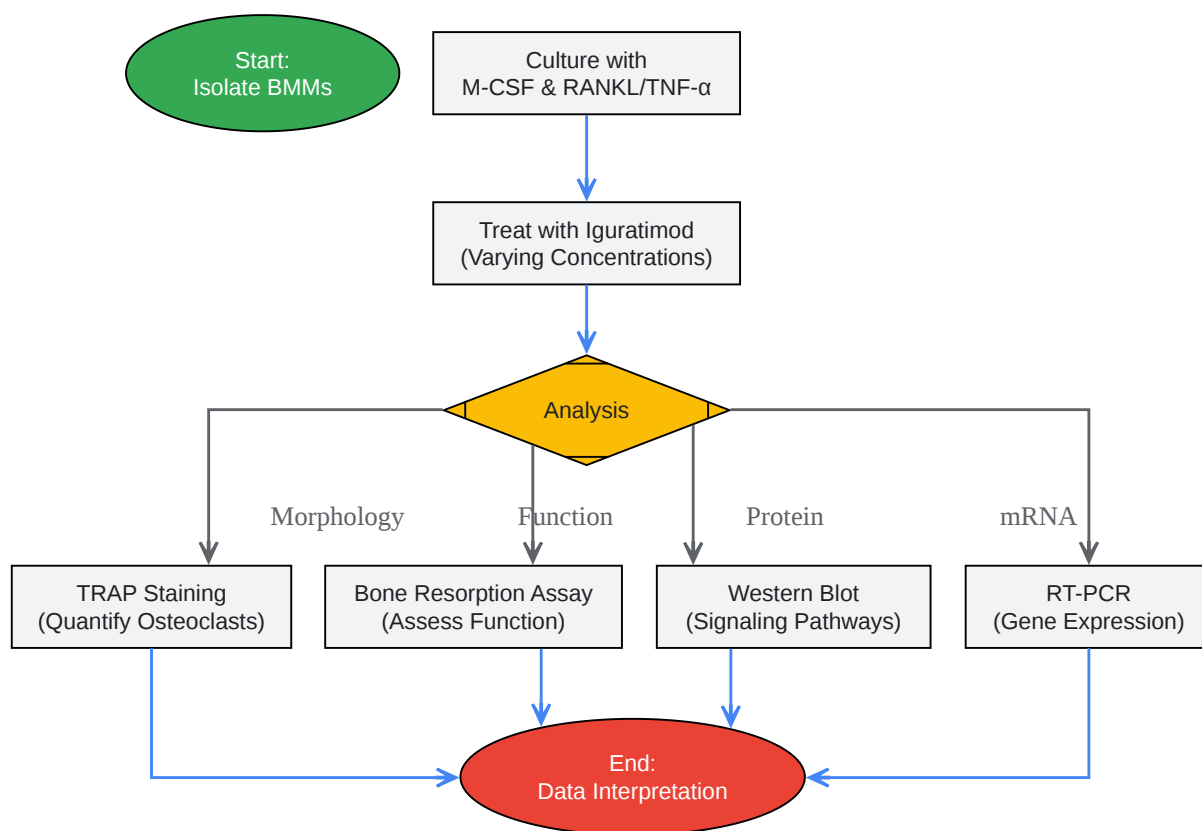 Start:
Isolate BMMs
Culture with
M-CSF & RANKL/TNF-α
Treat with Iguratimod
(Varying Concentrations)
Analysis
Morphology
Function
Protein
mRNA
TRAP Staining
(Quantify Osteoclasts)
Bone Resorption Assay
(Assess Function)
Western Blot
(Signaling Pathways)
RT-PCR
(Gene Expression)
End:
Data Interpretation